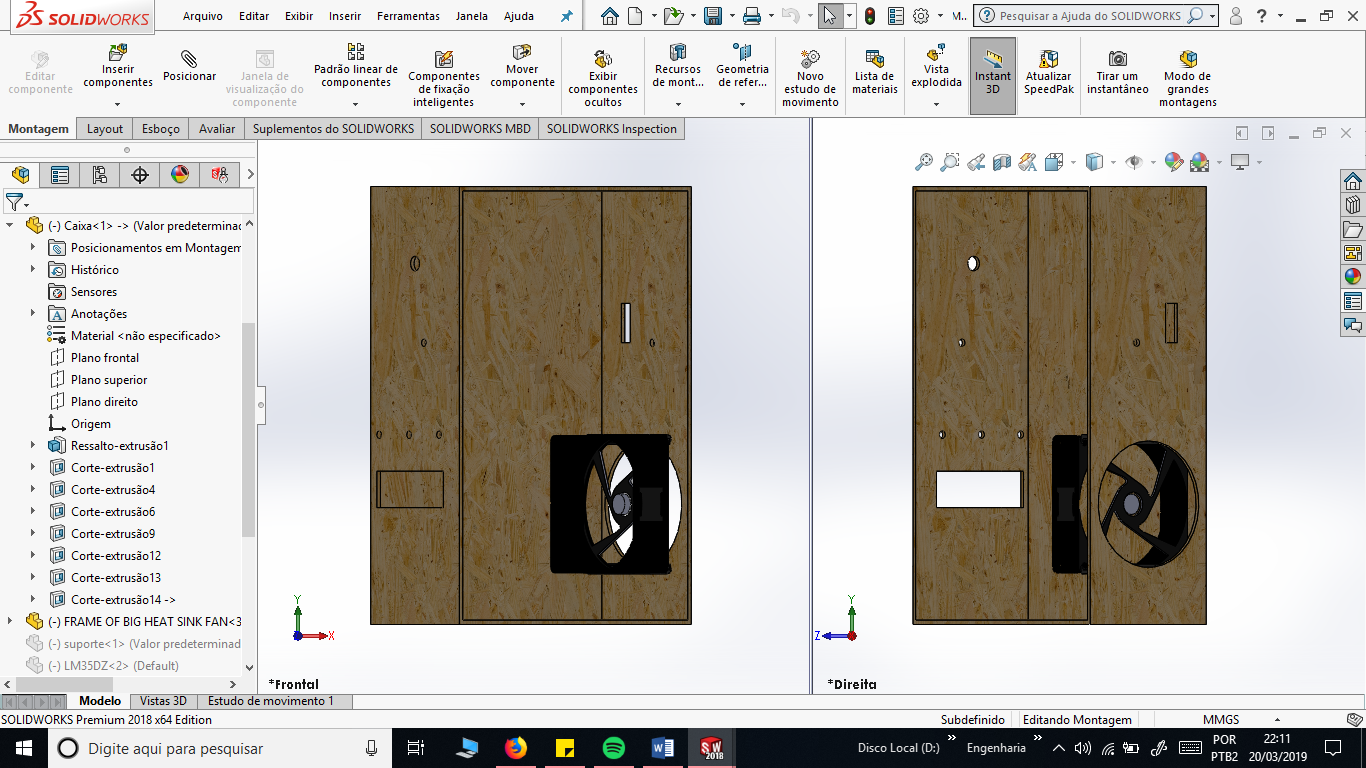 SOLIDWORKS
Arquivo Editar Exibir Inserir Ferramentas Janela Ajuda
M..
Pesquisar a Ajuda do SOLIDWORKS
?
Editar componente
Inserir componentes
Posicionar
Janela de visualização do componente
Padrão linear de componentes
Componentes de fixação inteligentes
Mover componente
Exibir componentes ocultos
Recursos de mont...
Geometria de refer...
Novo estudo de movimento
Lista de materiais
Vista explodida
Instant 3D
Atualizar SpeedPak
Tirar um instantâneo
Modo de grandes montagens
Montagem Layout Esboço Avaliar Suplementos do SOLIDWORKS SOLIDWORKS MBD SOLIDWORKS Inspection
(-) Caixa<1> -> (Valor predeterminad
Posicionamentos em Montagem
Histórico
Sensores
Anotações
Material <não especificado>
Plano frontal
Plano superior
Plano direito
Origem
Ressalto-extrusão1
Corte-extrusão1
Corte-extrusão4
Corte-extrusão6
Corte-extrusão9
Corte-extrusão12
Corte-extrusão13
Corte-extrusão14 ->
(-) FRAME OF BIG HEAT SINK FAN<3
(-) suporte<1> (Valor predeterminad
(-) LM35DZ<2> (Default)
Y
X
*Frontal
Y
Z
*Direita
Modelo Vistas 3D Estudo de movimento 1
SOLIDWORKS Premium 2018 x64 Edition
Subdefinido Editando Montagem MMGS
Digite aqui para pesquisar
W
SW
2018
Disco Local (D:) » Engenharia »
POR
PTB2
22:11
20/03/2019